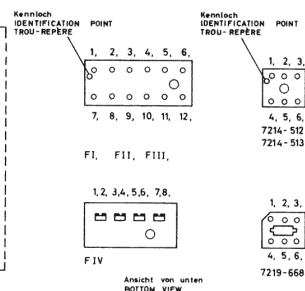 Kennloch
IDENTIFICATION POINT
TROU-REPÈRE
Kennloch
IDENTIFICATION POINT
TROU-REPÈRE
1, 2, 3, 4, 5, 6,
7, 8, 9, 10, 11, 12,
FI, FII, FIII,
1, 2, 3,
4, 5, 6,
7214-512
7214-513
1,2, 3,4, 5,6, 7,8,
FIV
1, 2, 3,
4, 5, 6,
7219-668
Ansicht von unten
BOTTOM VIEW